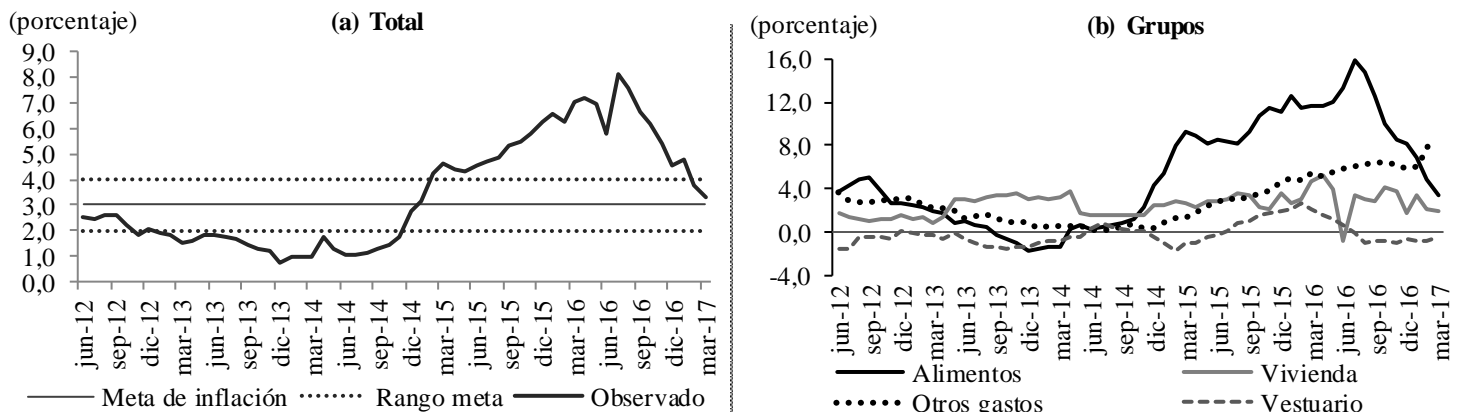 (porcentaje)
(a) Total
9,0
8,0
7,0
6,0
5,0
4,0
3,0
2,0
1,0
0,0
jun-12
sep-12
dic-12
mar-13
jun-13
sep-13
dic-13
mar-14
jun-14
sep-14
dic-14
mar-15
jun-15
sep-15
dic-15
mar-16
jun-16
sep-16
dic-16
mar-17
Meta de inflación
Rango meta
Observado
(porcentaje)
(b) Grupos
16,0
12,0
8,0
4,0
0,0
-4,0
jun-12
sep-12
dic-12
mar-13
jun-13
sep-13
dic-13
mar-14
jun-14
sep-14
dic-14
mar-15
jun-15
sep-15
dic-15
mar-16
jun-16
sep-16
dic-16
mar-17
Alimentos
Vivienda
Otros gastos
Vestuario